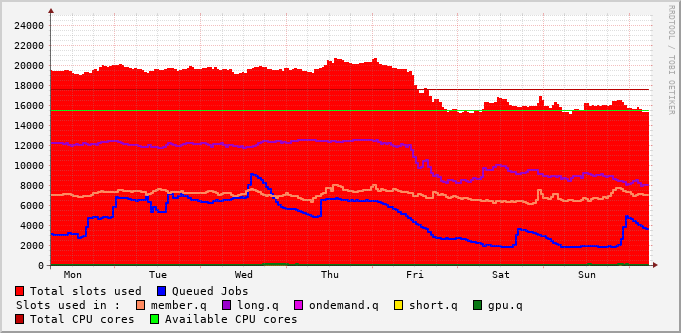 24000
22000
20000
18000
16000
14000
12000
10000
8000
6000
4000
2000
0
Mon Tue Wed Thu Fri Sat Sun
RRDTOOL / TOBI OETIKER
Total slots used Queued Jobs
Slots used in : member.q long.q ondemand.q short.q gpu.q
Total CPU cores Available CPU cores